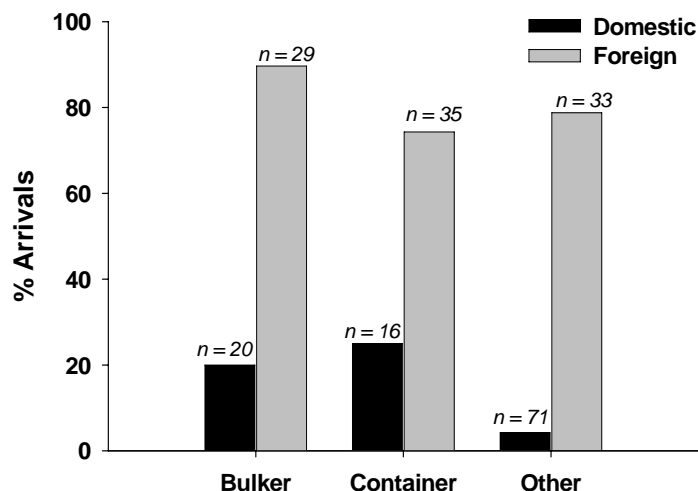 100
80
60
40
20
0
% Arrivals
Domestic
Foreign
n = 29
n = 35
n = 33
n = 20
n = 16
n = 71
Bulker Container Other